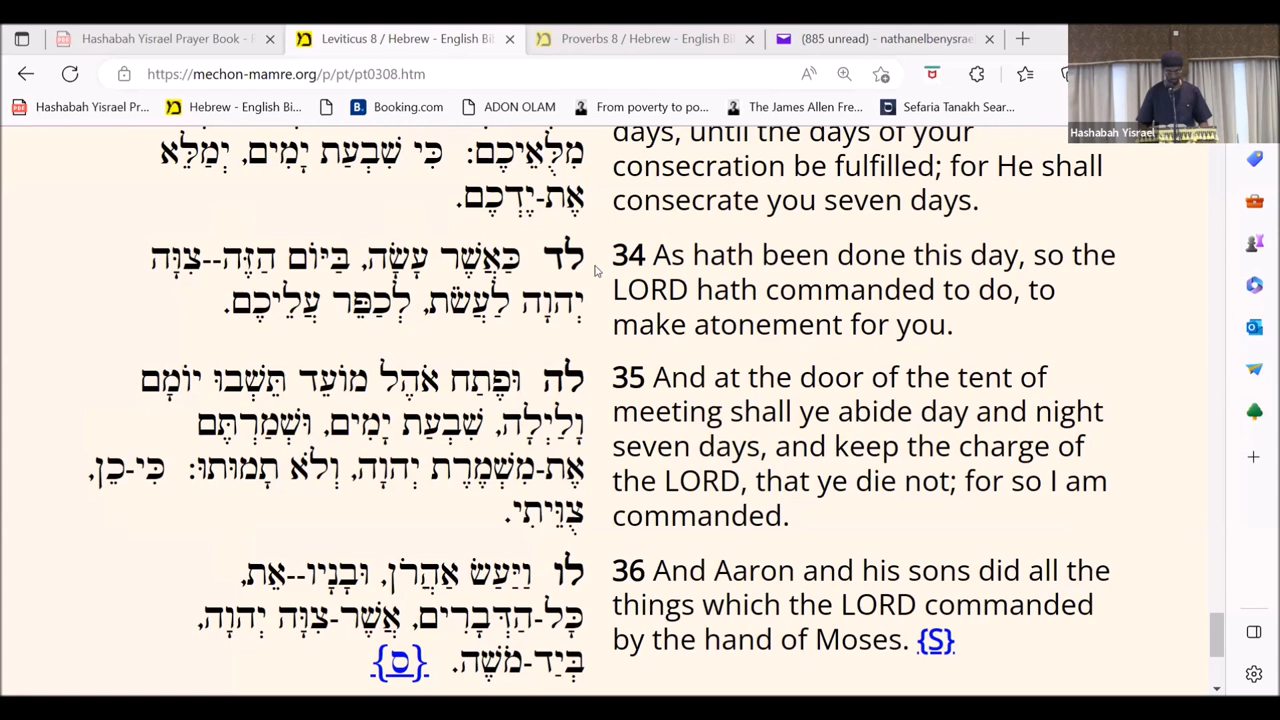 Hashabah Yisrael Prayer Book -
Leviticus 8 / Hebrew - English Bi
Proverbs 8 / Hebrew - English Bi
(885 unread) - nathanelbenysrae
https://mechon-mamre.org/p/pt/pt0308.htm
Hashabah Yisrael Pr...
Hebrew - English Bi...
Booking.com
ADON OLAM
From poverty to po...
The James Allen Fre...
Sefaria Tanakh Sear...
Hashabah Yisrael
מִלֻּאֵיכֶם: כִּי שִׁבְעַת יָמִים, יְמַלֵּא
אֶת-יֶדְכֶם.
days, until the days of your
consecration be fulfilled; for He shall
consecrate you seven days.
לד כַּאֲשֶׁר עָשָׂה, בַּיּוֹם הַזֶּה--צִוָּה
יְהוָה לַעֲשֹׂת, לְכַפֵּר עֲלֵיכֶם.
34 As hath been done this day, so the
LORD hath commanded to do, to
make atonement for you.
לה וּפֶתַח אֹהֶל מוֹעֵד תֵּשְׁבוּ יוֹמָם
וָלַיְלָה, שִׁבְעַת יָמִים, וּשְׁמַרְתֶּם
אֶת-מִשְׁמֶרֶת יְהוָה, וְלֹא תָמוּתוּ: כִּי-כֵן,
צֻוֵּיתִי.
35 And at the door of the tent of
meeting shall ye abide day and night
seven days, and keep the charge of
the LORD, that ye die not; for so I am
commanded.
לו וַיַּעַשׂ אַהֲרֹן, וּבָנָיו--אֵת,
כָּל-הַדְּבָרִים, אֲשֶׁר-צִוָּה יְהוָה,
בְּיַד-מֹשֶׁה. {ס}
36 And Aaron and his sons did all the
things which the LORD commanded
by the hand of Moses. {S}